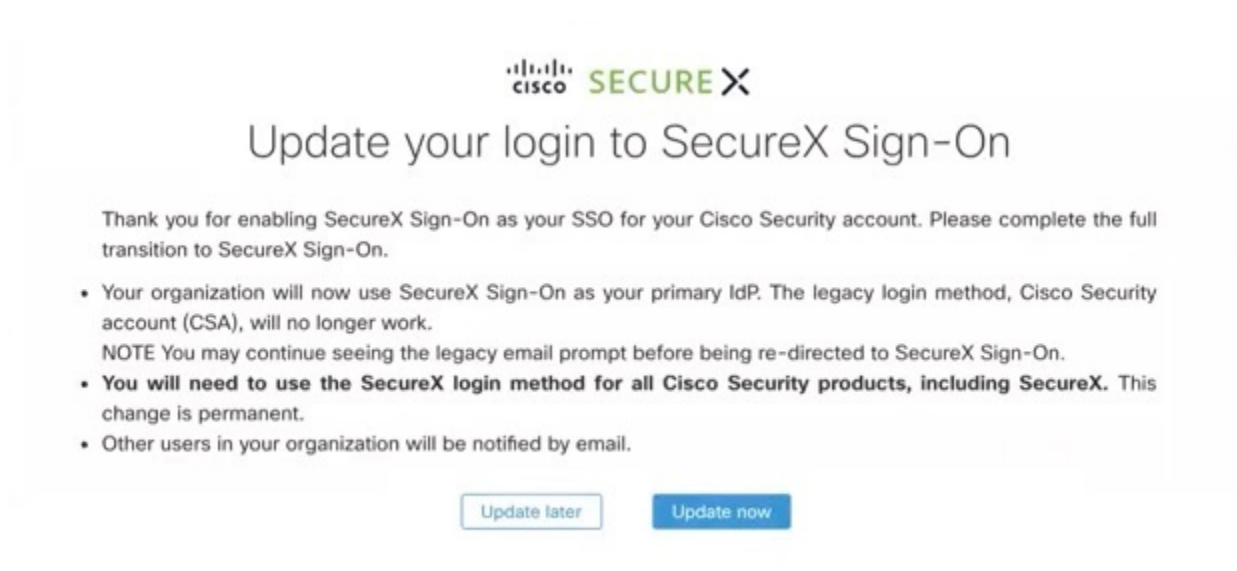 cisco SECURE X
Update your login to SecureX Sign-On
Thank you for enabling SecureX Sign-On as your SSO for your Cisco Security account. Please complete the full
transition to SecureX Sign-On.
• Your organization will now use SecureX Sign-On as your primary IdP. The legacy login method, Cisco Security
account (CSA), will no longer work.
NOTE You may continue seeing the legacy email prompt before being re-directed to SecureX Sign-On.
• You will need to use the SecureX login method for all Cisco Security products, including SecureX. This
change is permanent.
• Other users in your organization will be notified by email.
Update later Update now